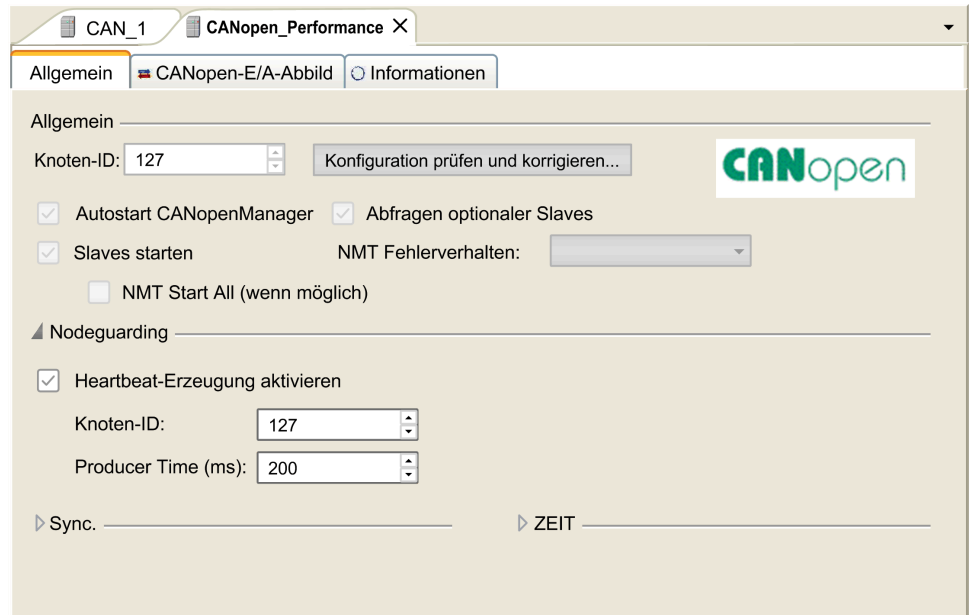 CAN_1 CANopen_Performance
Allgemein CANopen-E/A-Abbild Informationen
Allgemein
Knoten-ID: 127 Konfiguration prüfen und korrigieren... CANopen
Autostart CANopenManager Abfragen optionaler Slaves
Slaves starten NMT Fehlerverhalten:
NMT Start All (wenn möglich)
Nodeguarding
Heartbeat-Erzeugung aktivieren
Knoten-ID: 127
Producer Time (ms): 200
Sync. ZEIT